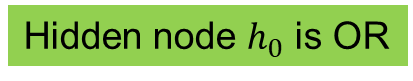 Hidden node h₀ is OR